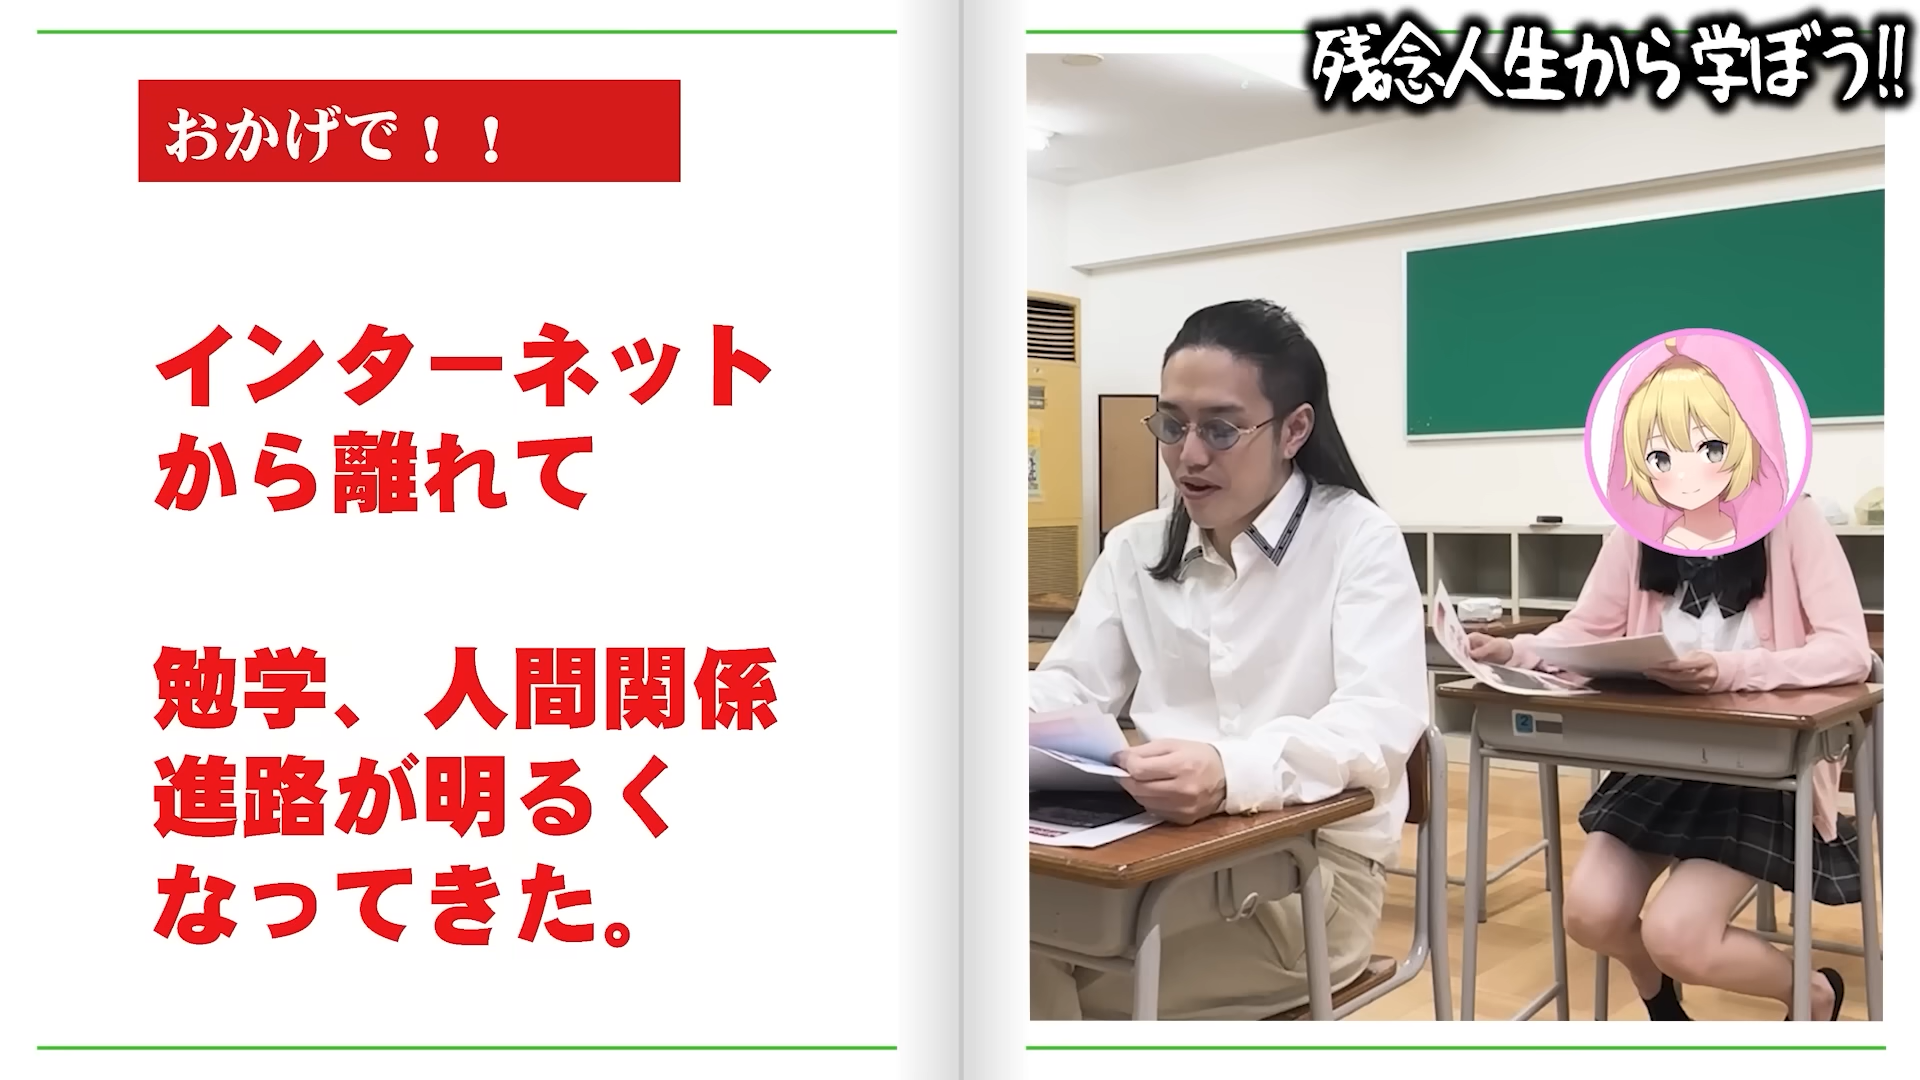 残念人生から学ぼう!!
おかげで！！
インターネット
から離れて
勉学、人間関係
進路が明るく
なってきた。
2